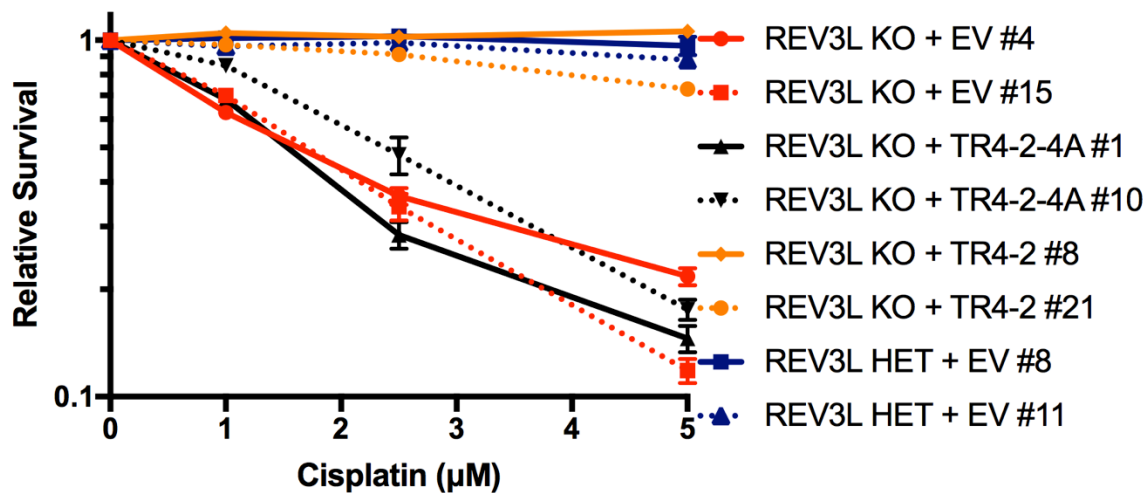 1
0.1
Relative Survival
0 1 2 3 4 5
Cisplatin (µM)
REV3L KO + EV #4
REV3L KO + EV #15
REV3L KO + TR4-2-4A #1
REV3L KO + TR4-2-4A #10
REV3L KO + TR4-2 #8
REV3L KO + TR4-2 #21
REV3L HET + EV #8
REV3L HET + EV #11